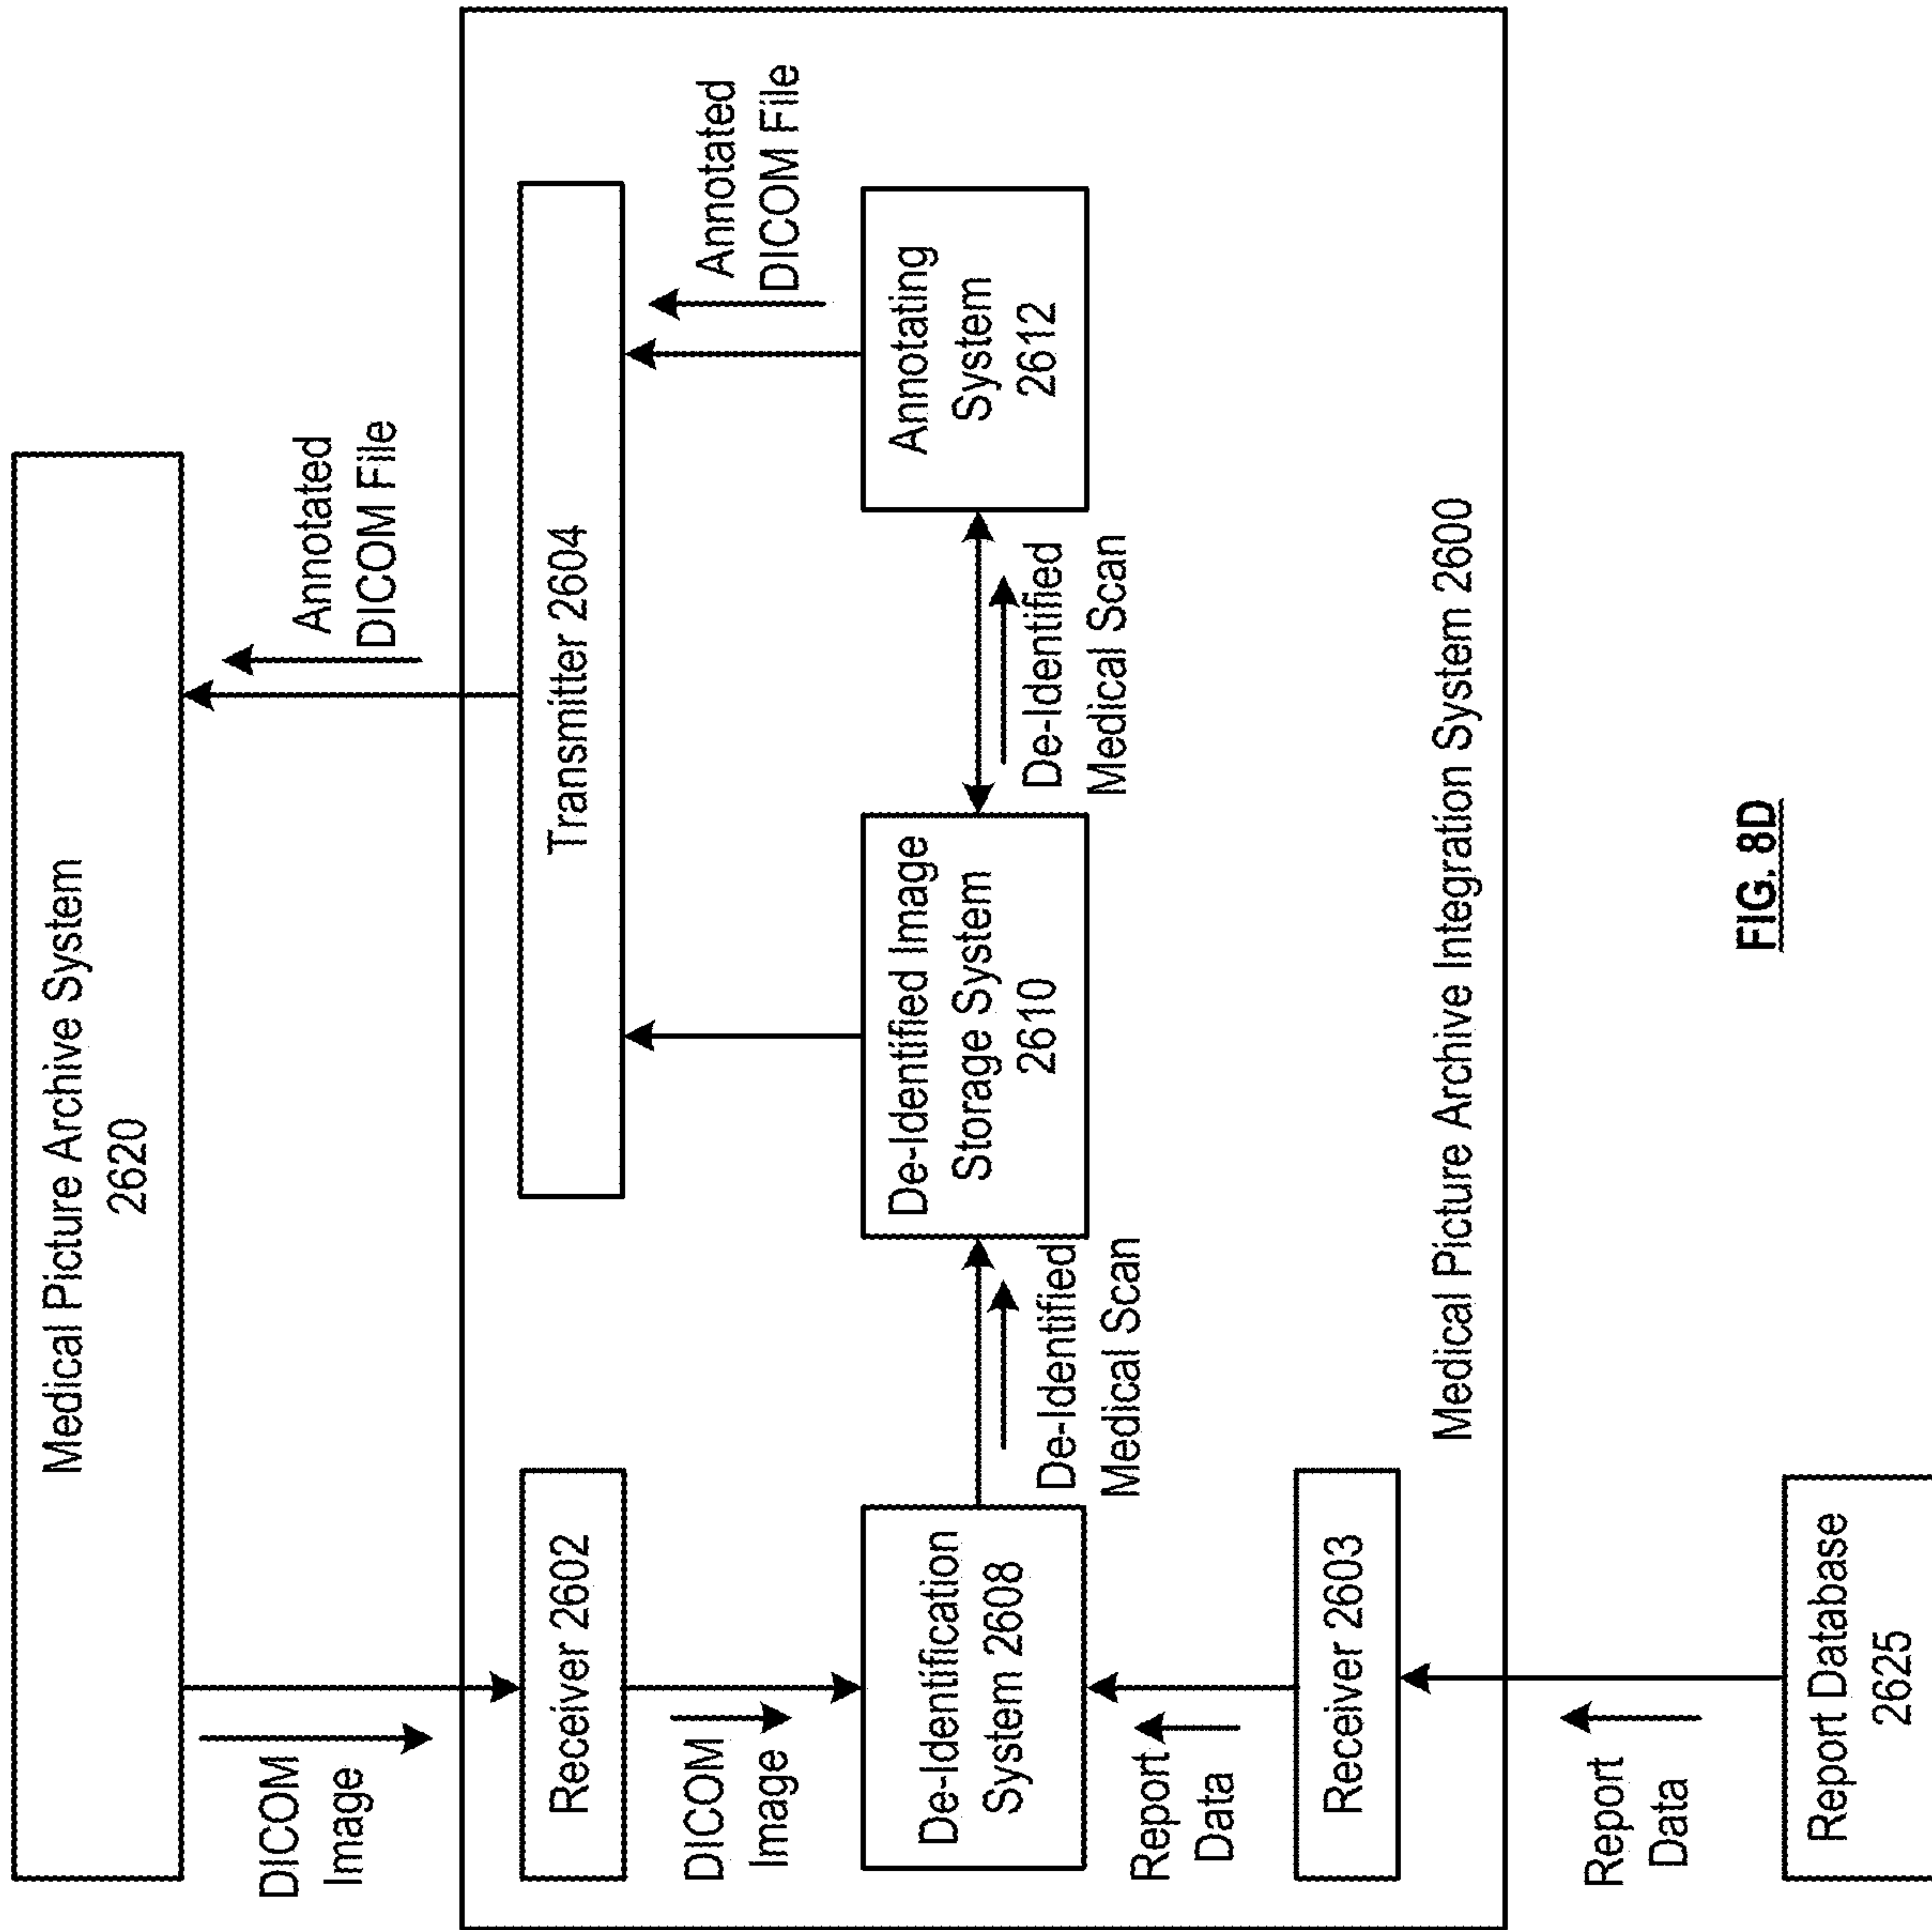 Medical Picture Archive System
2620
DICOM
Image
Annotated
DICOM File
Receiver 2602
Transmitter 2604
DICOM
Image
Annotated
DICOM File
De-Identification
System 2608
De-Identified Image
Storage System
2610
Annotating
System
2612
De-Identified
Medical Scan
De-Identified
Medical Scan
Report
Data
Receiver 2603
Medical Picture Archive Integration System 2600
Report
Data
Report Database
2625
FIG. 8D